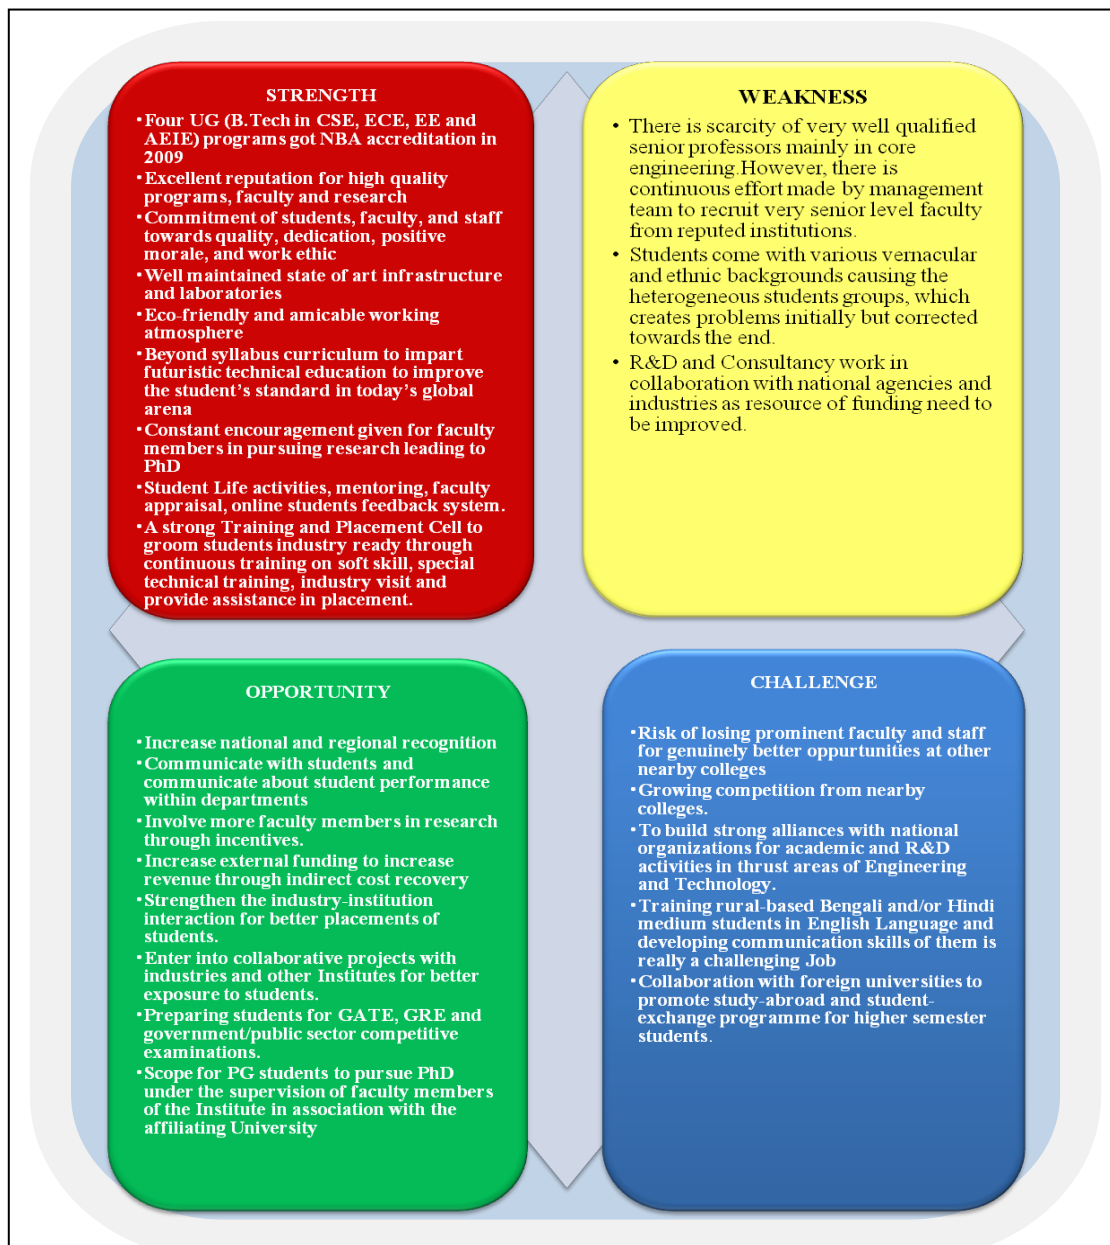 STRENGTH
•Four UG (B.Tech in CSE, ECE, EE and
AEIE) programs got NBA accreditation in
2009
•Excellent reputation for high quality
programs, faculty and research
•Commitment of students, faculty, and staff
towards quality, dedication, positive
morale, and work ethic
•Well maintained state of art infrastructure
and laboratories
•Eco-friendly and amicable working
atmosphere
•Beyond syllabus curriculum to impart
futuristic technical education to improve
the student's standard in today's global
arena
•Constant encouragement given for faculty
members in pursuing research leading to
PhD
•Student Life activities, mentoring, faculty
appraisal, online students feedback system.
•A strong Training and Placement Cell to
groom students industry ready through
continuous training on soft skill, special
technical training, industry visit and
provide assistance in placement.
WEAKNESS
• There is scarcity of very well qualified
senior professors mainly in core
engineering.However, there is
continuous effort made by management
team to recruit very senior level faculty
from reputed institutions.
• Students come with various vernacular
and ethnic backgrounds causing the
heterogeneous students groups, which
creates problems initially but corrected
towards the end.
• R&D and Consultancy work in
collaboration with national agencies and
industries as resource of funding need to
be improved.
OPPORTUNITY
•Increase national and regional recognition
•Communicate with students and
communicate about student performance
within departments
•Involve more faculty members in research
through incentives.
•Increase external funding to increase
revenue through indirect cost recovery
•Strengthen the industry-institution
interaction for better placements of
students.
•Enter into collaborative projects with
industries and other Institutes for better
exposure to students.
•Preparing students for GATE, GRE and
government/public sector competitive
examinations.
•Scope for PG students to pursue PhD
under the supervision of faculty members
of the Institute in association with the
affiliating University
CHALLENGE
•Risk of losing prominent faculty and staff
for genuinely better oppurtunities at other
nearby colleges
•Growing competition from nearby
colleges.
•To build strong alliances with national
organizations for academic and R&D
activities in thrust areas of Engineering
and Technology.
•Training rural-based Bengali and/or Hindi
medium students in English Language and
developing communication skills of them is
really a challenging Job
•Collaboration with foreign universities to
promote study-abroad and student-
exchange programme for higher semester
students.